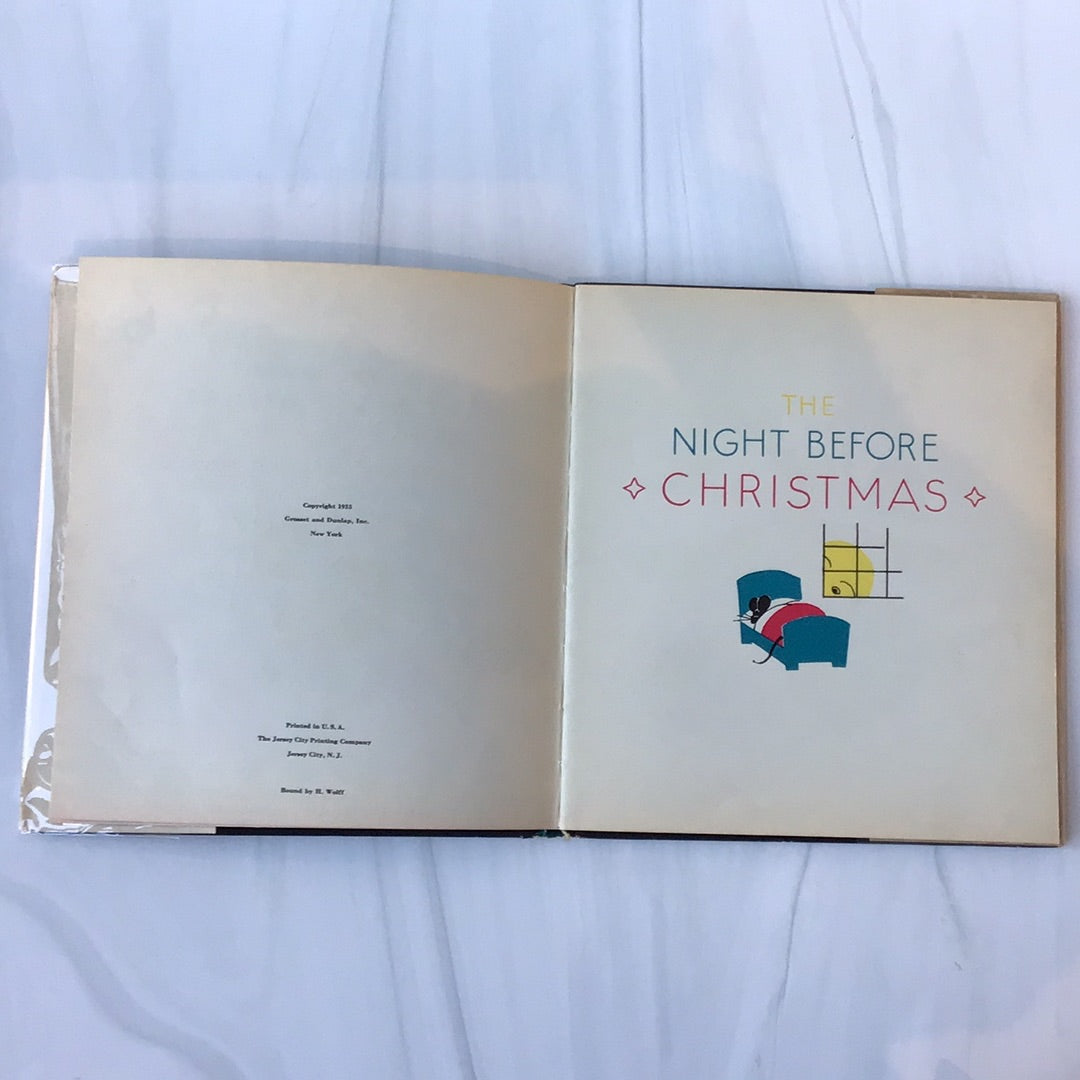 Copyright 1933
Grosset and Dunlap, Inc.
New York
Printed in U. S. A.
The Jersey City Printing Company
Jersey City, N. J.
Bound by H. Wolff
THE
NIGHT BEFORE
CHRISTMAS